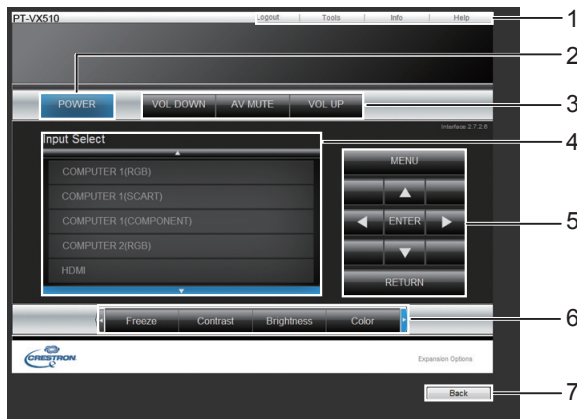 PT-VX510 Logout Tools Info Help 1
2
POWER VOL DOWN AV MUTE VOL UP 3
Interface 2.7.2.6
Input Select 4
COMPUTER 1(RGB)
COMPUTER 1(SCART)
COMPUTER 1(COMPONENT)
COMPUTER 2(RGB)
HDMI
MENU
ENTER 5
RETURN
Freeze Contrast Brightness Color 6
CRESTRON Expansion Options
Back 7